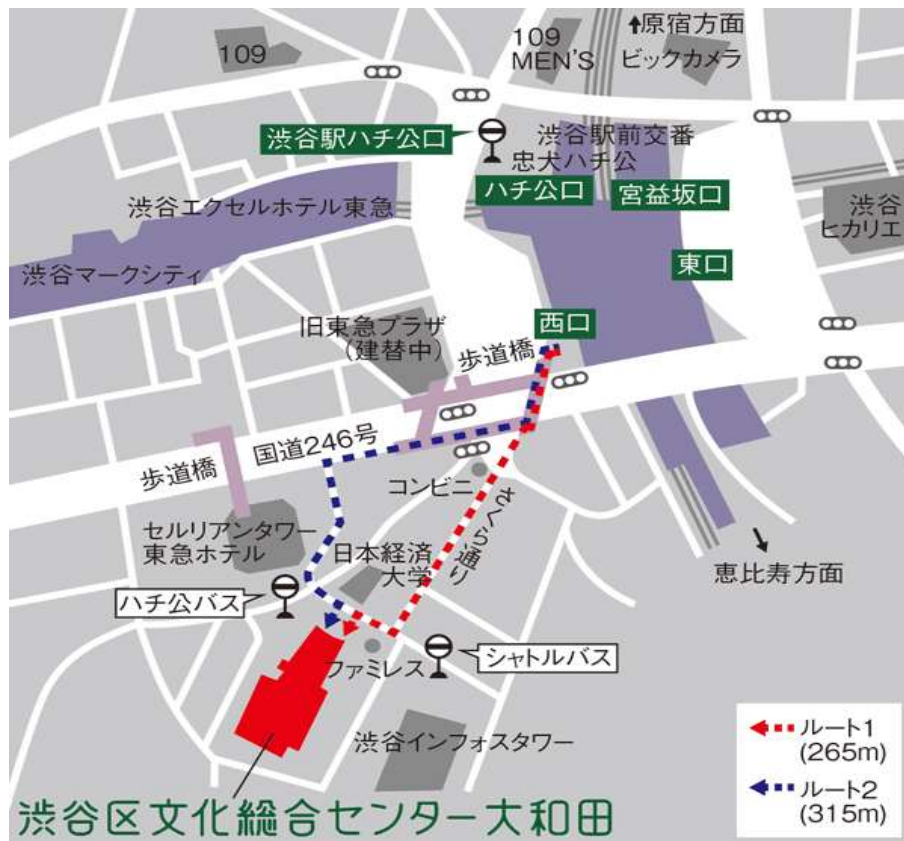 ↑原宿方面
109
109
MEN'S
ビックカメラ
渋谷駅ハチ公口
渋谷駅前交番
忠犬ハチ公
ハチ公口
宮益坂口
渋谷エクセルホテル東急
渋谷
ヒカリエ
渋谷マークシティ
東口
西口
旧東急プラザ
(建替中)
歩道橋
国道246号
歩道橋
コンビニ
さくら通り
セルリアンタワー
東急ホテル
日本経済
大学
恵比寿方面
ハチ公バス
ファミレス
シャトルバス
渋谷インフォスタワー
ルート1
(265m)
ルート2
(315m)
渋谷区文化総合センター大和田